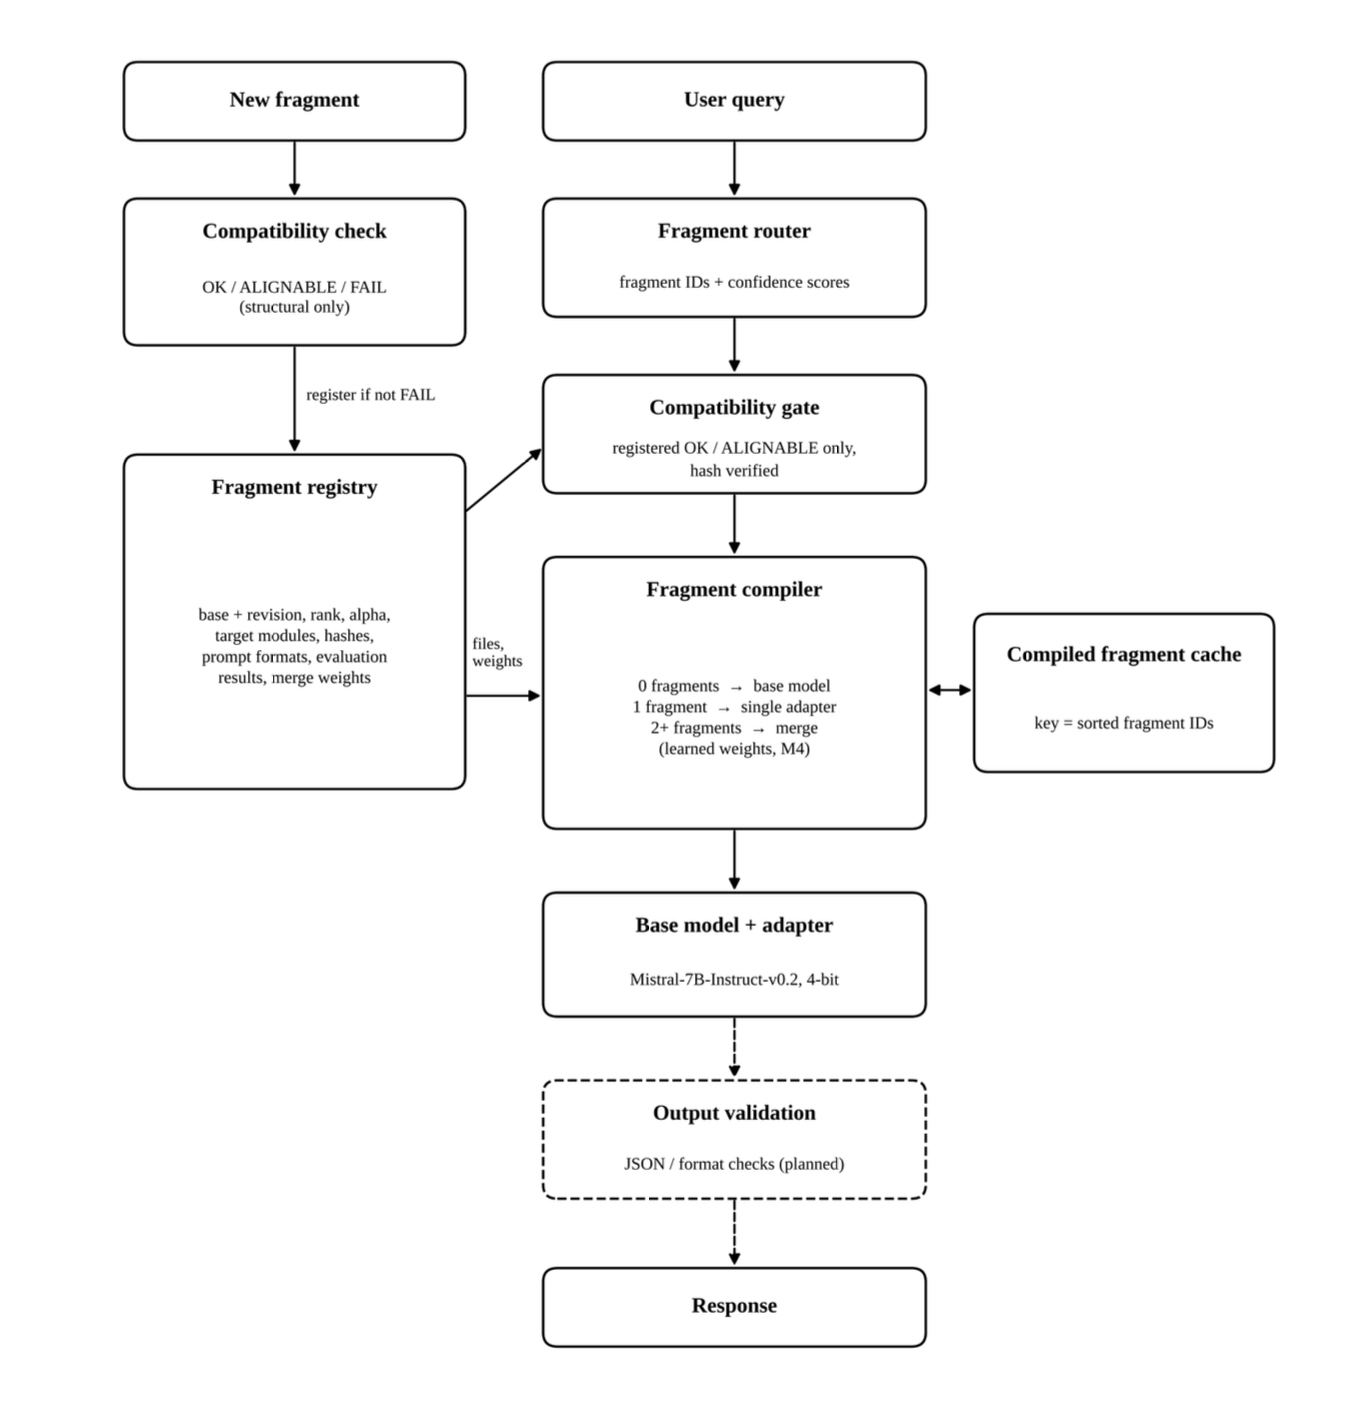 New fragment
Compatibility check
OK / ALIGNABLE / FAIL
(structural only)
register if not FAIL
Fragment registry
base + revision, rank, alpha,
target modules, hashes,
prompt formats, evaluation
results, merge weights
files,
weights
User query
Fragment router
fragment IDs + confidence scores
Compatibility gate
registered OK / ALIGNABLE only,
hash verified
Fragment compiler
0 fragments → base model
1 fragment → single adapter
2+ fragments → merge
(learned weights, M4)
Compiled fragment cache
key = sorted fragment IDs
Base model + adapter
Mistral-7B-Instruct-v0.2, 4-bit
Output validation
JSON / format checks (planned)
Response